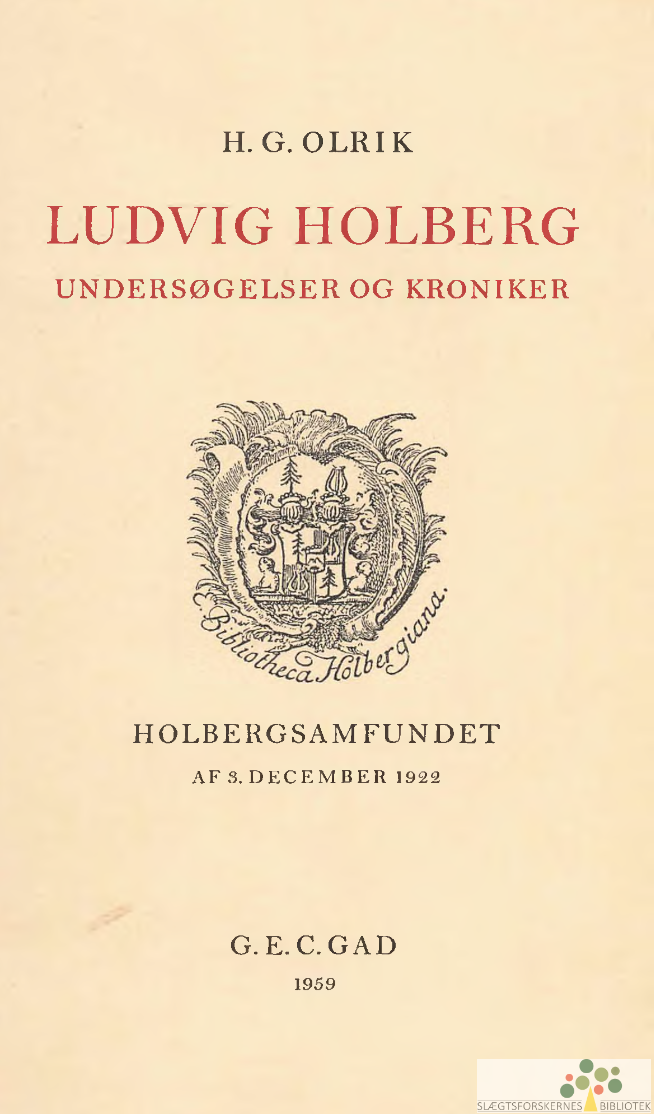 H. G. OLRIK
LUDVIG HOLBERG
UNDERSØGELSER OG KRONIKER
E Bibliotheca Holbergiana.
HOLBERGSAMFUNDET
AF 3. DECEMBER 1922
G. E. C. GAD
1959
SLÆGTSFORSKERNES BIBLIOTEK